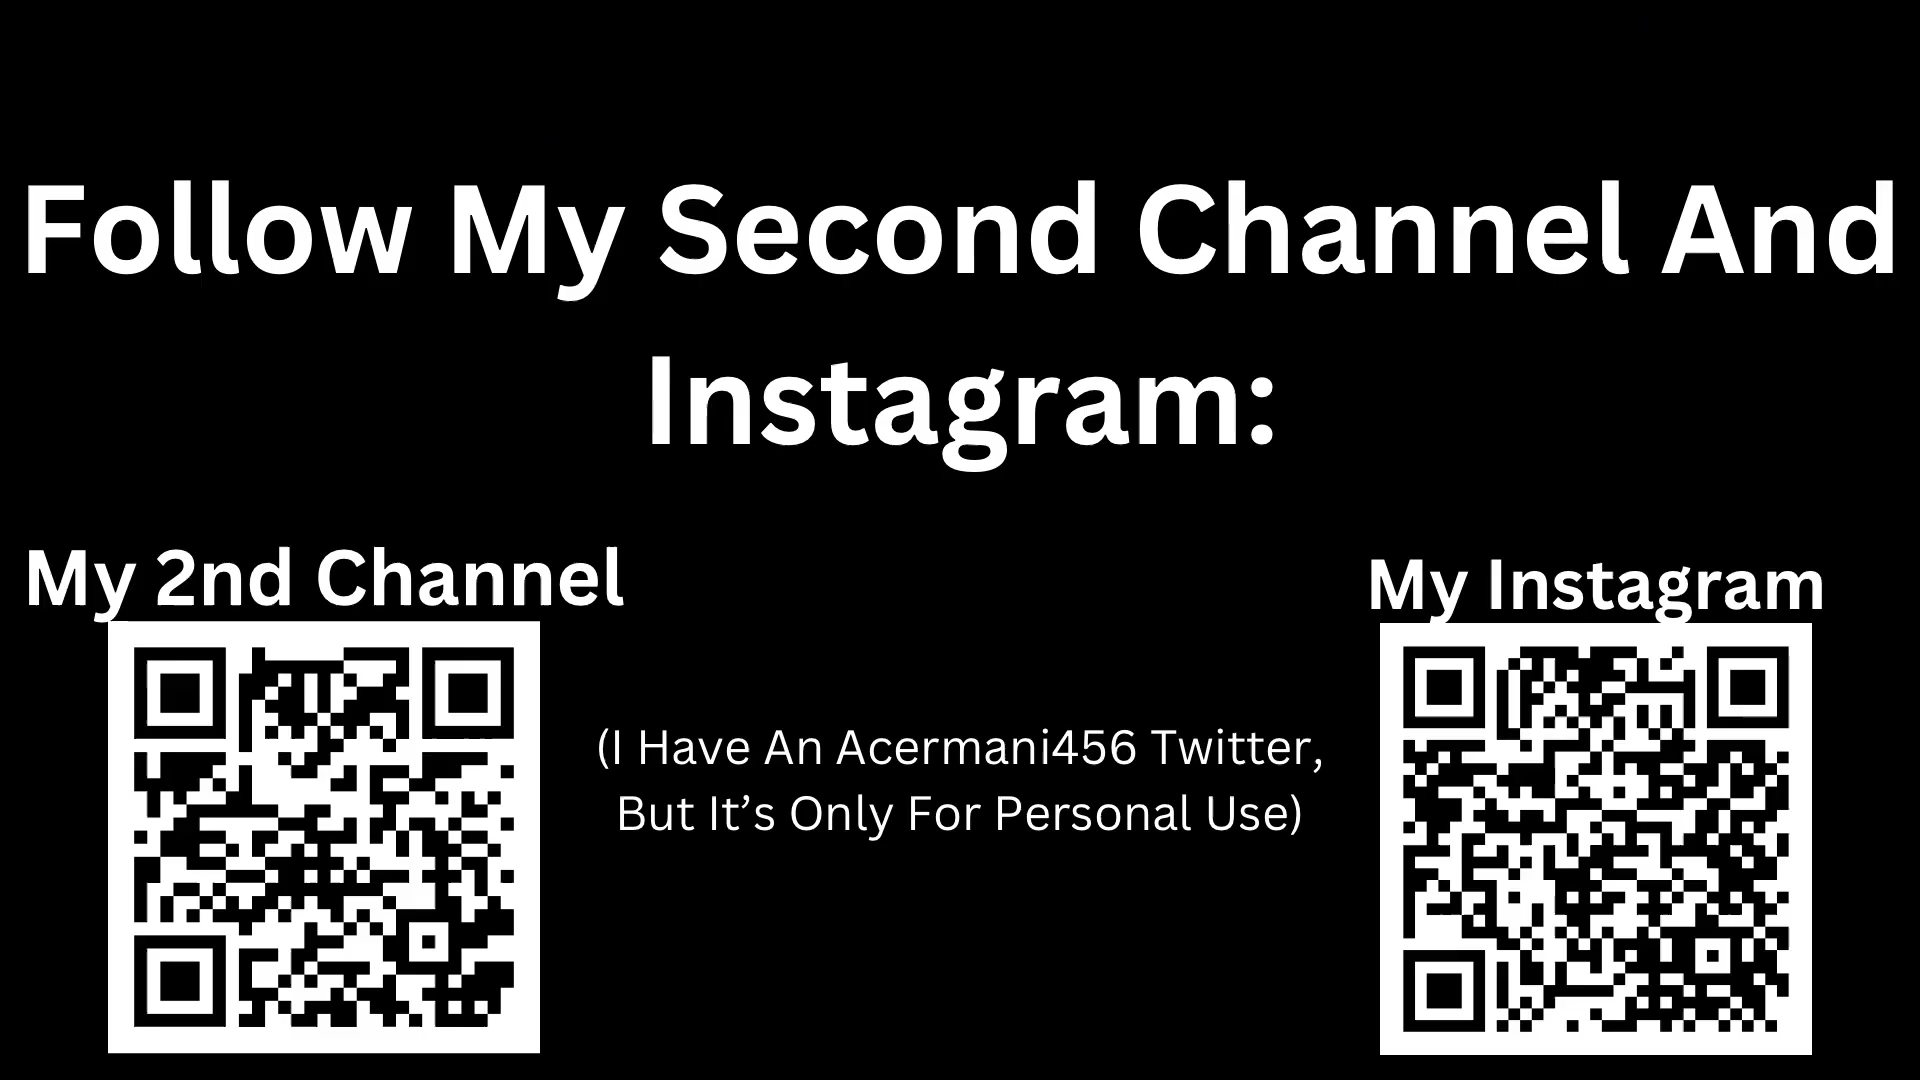 Follow My Second Channel And
Instagram:
My 2nd Channel
My Instagram
(I Have An Acermani456 Twitter,
But It’s Only For Personal Use)